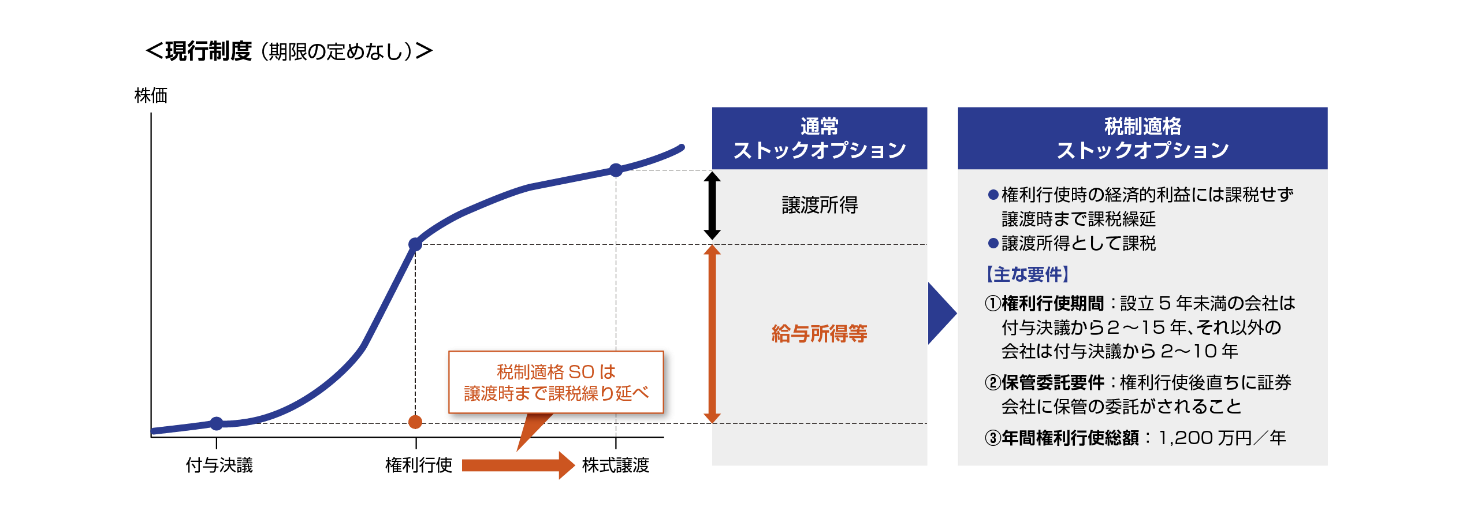 ＜現行制度（期限の定めなし）＞
株価
付与決議
権利行使
株式譲渡
税制適格 SO は
譲渡時まで課税繰り延べ
通常
ストックオプション
譲渡所得
給与所得等
税制適格
ストックオプション
●権利行使時の経済的利益には課税せず
譲渡時まで課税繰延
●譲渡所得として課税
【主な要件】
①権利行使期間：設立 5 年未満の会社は
付与決議から2～15 年、それ以外の
会社は付与決議から2～10 年
②保管委託要件：権利行使後直ちに証券
会社に保管の委託がされること
③年間権利行使総額：1,200 万円／年